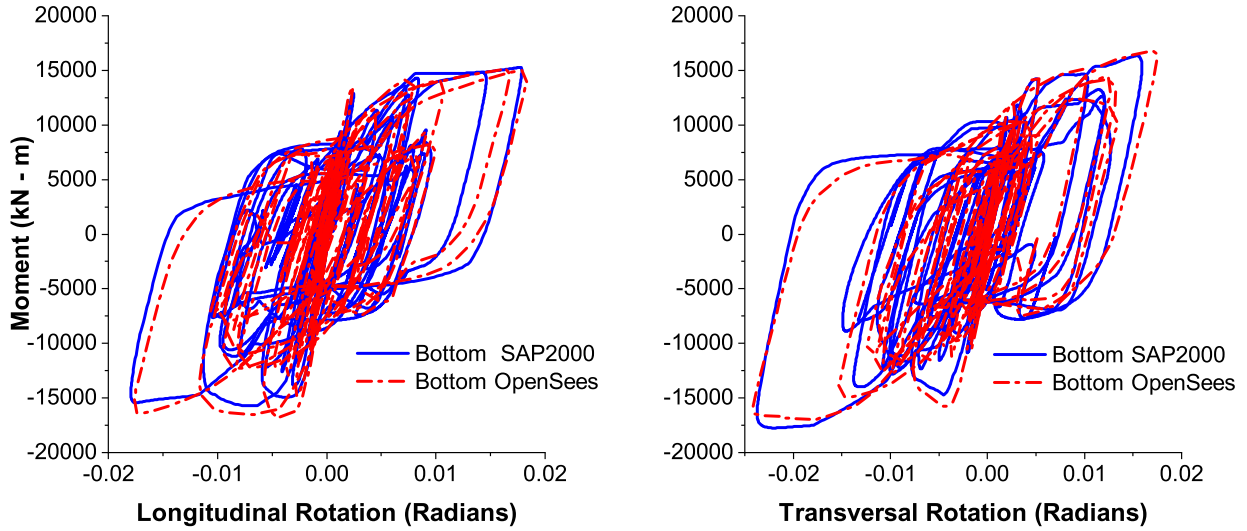 20000
15000
10000
5000
0
-5000
-10000
-15000
-20000
Moment (kN - m)
-0.02 -0.01 0.00 0.01 0.02
Longitudinal Rotation (Radians)
Bottom SAP2000
Bottom OpenSees
20000
15000
10000
5000
0
-5000
-10000
-15000
-20000
-0.02 -0.01 0.00 0.01 0.02
Transversal Rotation (Radians)
Bottom SAP2000
Bottom OpenSees